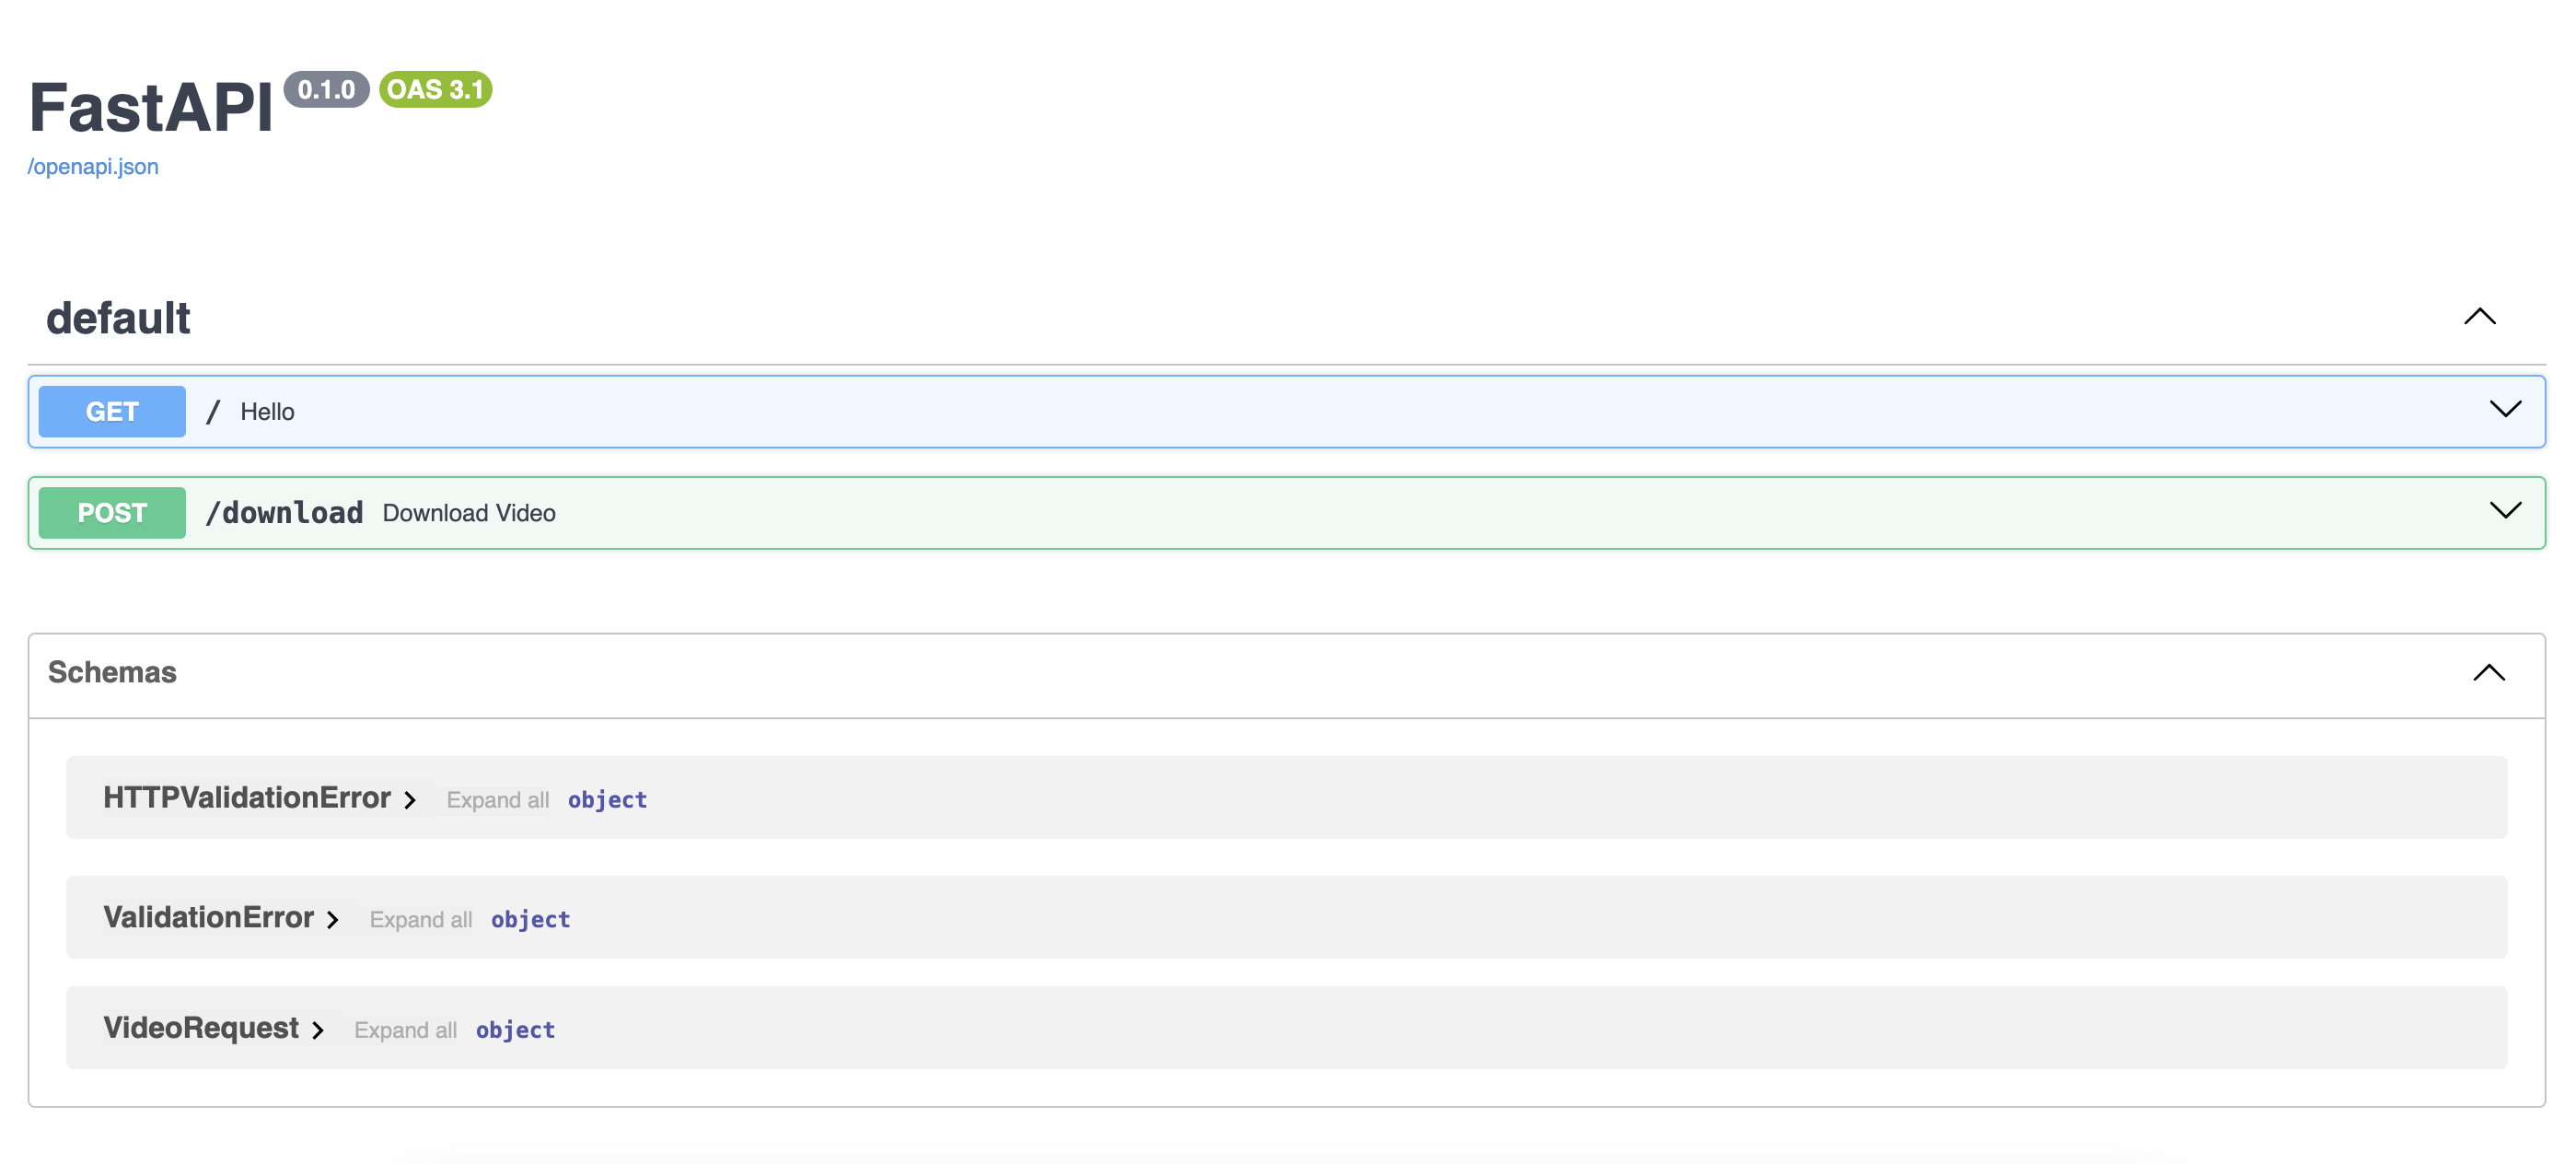 FastAPI 0.1.0 OAS 3.1
/openapi.json
default
GET / Hello
POST /download Download Video
Schemas
HTTPValidationError Expand all object
ValidationError Expand all object
VideoRequest Expand all object